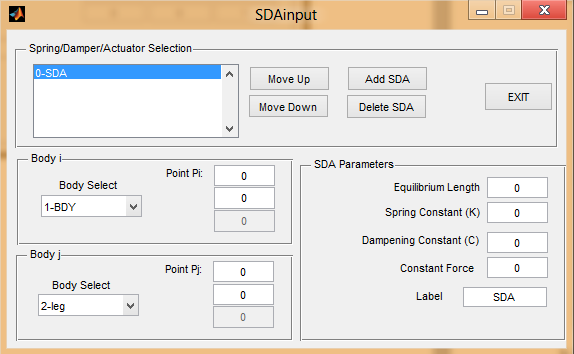 SDAinput
Spring/Damper/Actuator Selection
0-SDA
Move Up
Add SDA
Move Down
Delete SDA
EXIT
Body i
Body Select
1-BDY
Point Pi:
0
0
0
Body j
Body Select
2-leg
Point Pj:
0
0
0
SDA Parameters
Equilibrium Length 0
Spring Constant (K) 0
Dampening Constant (C) 0
Constant Force 0
Label SDA